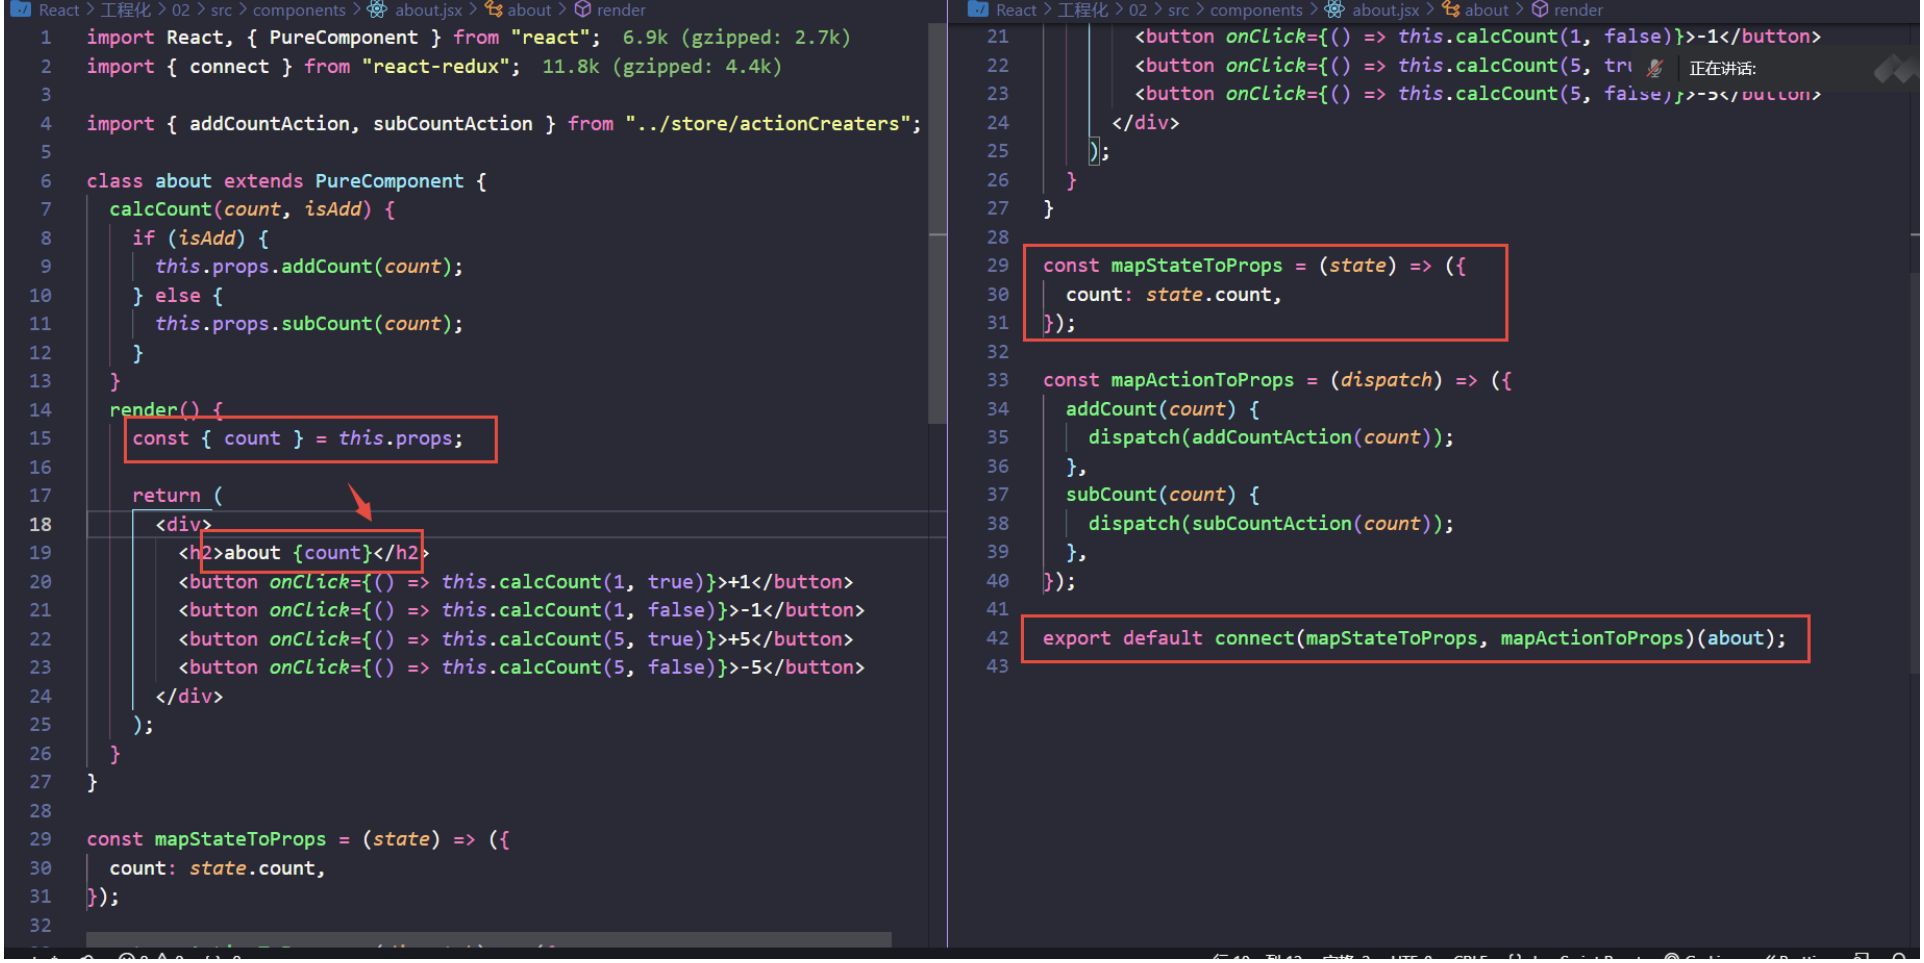 React > 工程化 > 02 > src > components > about.jsx > about > render
1 import React, { PureComponent } from "react"; 6.9k (gzipped: 2.7k)
2 import { connect } from "react-redux"; 11.8k (gzipped: 4.4k)
3
4 import { addCountAction, subCountAction } from "../store/actionCreaters";
5
6 class about extends PureComponent {
7 calcCount(count, isAdd) {
8 if (isAdd) {
9 this.props.addCount(count);
10 } else {
11 this.props.subCount(count);
12 }
13 }
14 render() {
15 const { count } = this.props;
16
17 return (
18 <div>
19 <h2>about {count}</h2>
20 <button onClick={() => this.calcCount(1, true)}>+1</button>
21 <button onClick={() => this.calcCount(1, false)}>-1</button>
22 <button onClick={() => this.calcCount(5, true)}>+5</button>
23 <button onClick={() => this.calcCount(5, false)}>-5</button>
24 </div>
25 );
26 }
27 }
28
29 const mapStateToProps = (state) => ({
30 count: state.count,
31 });
32
React > 工程化 > 02 > src > components > about.jsx > about > render
21 <button onClick={() => this.calcCount(1, false)}>-1</button>
22 <button onClick={() => this.calcCount(5, tru
正在讲话:
23 <button onClick={() => this.calcCount(5, false)}>-5</button>
24 </div>
25 );
26 }
27 }
28
29 const mapStateToProps = (state) => ({
30 count: state.count,
31 });
32
33 const mapActionToProps = (dispatch) => ({
34 addCount(count) {
35 dispatch(addCountAction(count));
36 },
37 subCount(count) {
38 dispatch(subCountAction(count));
39 },
40 });
41
42 export default connect(mapStateToProps, mapActionToProps)(about);
43